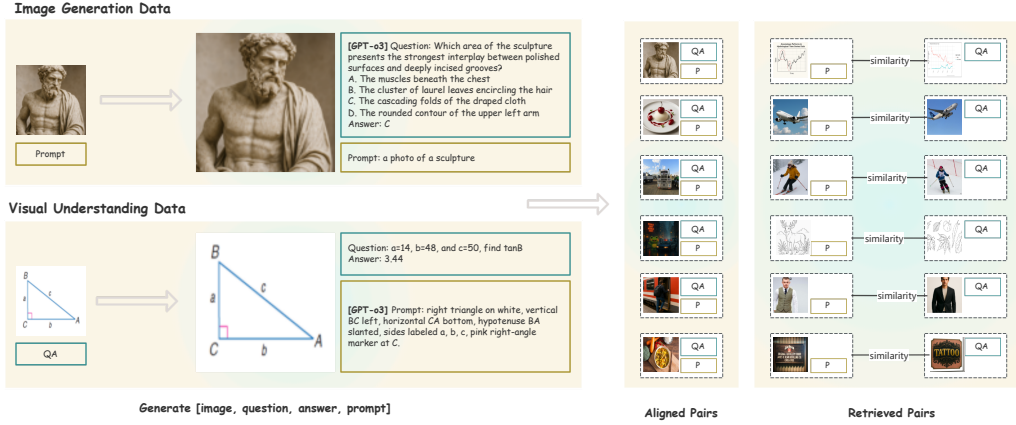 Image Generation Data
Prompt
[GPT-o3] Question: Which area of the sculpture
presents the strongest interplay between polished
surfaces and deeply incised grooves?
A. The muscles beneath the chest
B. The cluster of laurel leaves encircling the hair
C. The cascading folds of the draped cloth
D. The rounded contour of the upper left arm
Answer: C
Prompt: a photo of a sculpture
Visual Understanding Data
B
a
c
C
b
A
QA
B
a
c
C
b
A
Question: a=14, b=48, and c=50, find tanB
Answer: 3.44
[GPT-o3] Prompt: right triangle on white, vertical
BC left, horizontal CA bottom, hypotenuse BA
slanted, sides labeled a, b, c, pink right-angle
marker at C.
Generate [image, question, answer, prompt]
QA
P
QA
P
QA
P
QA
P
QA
P
QA
P
Aligned Pairs
P
similarity
QA
P
similarity
QA
P
similarity
QA
P
similarity
QA
P
similarity
QA
P
similarity
TATTOO
QA
Retrieved Pairs